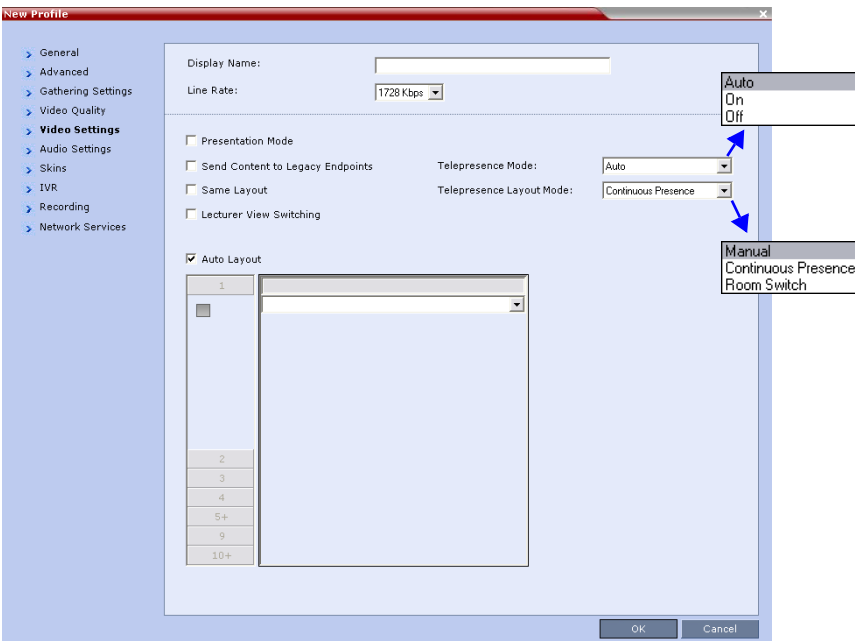 New Profile
General
Advanced
Gathering Settings
Video Quality
Video Settings
Audio Settings
Skins
IVR
Recording
Network Services
Display Name:
Line Rate:
1728 Kbps
Presentation Mode
Send Content to Legacy Endpoints
Same Layout
Lecturer View Switching
Telepresence Mode:
Auto
Telepresence Layout Mode:
Continuous Presence
Auto
On
Off
Manual
Continuous Presence
Room Switch
Auto Layout
1
2
3
4
5+
9
10+
OK
Cancel